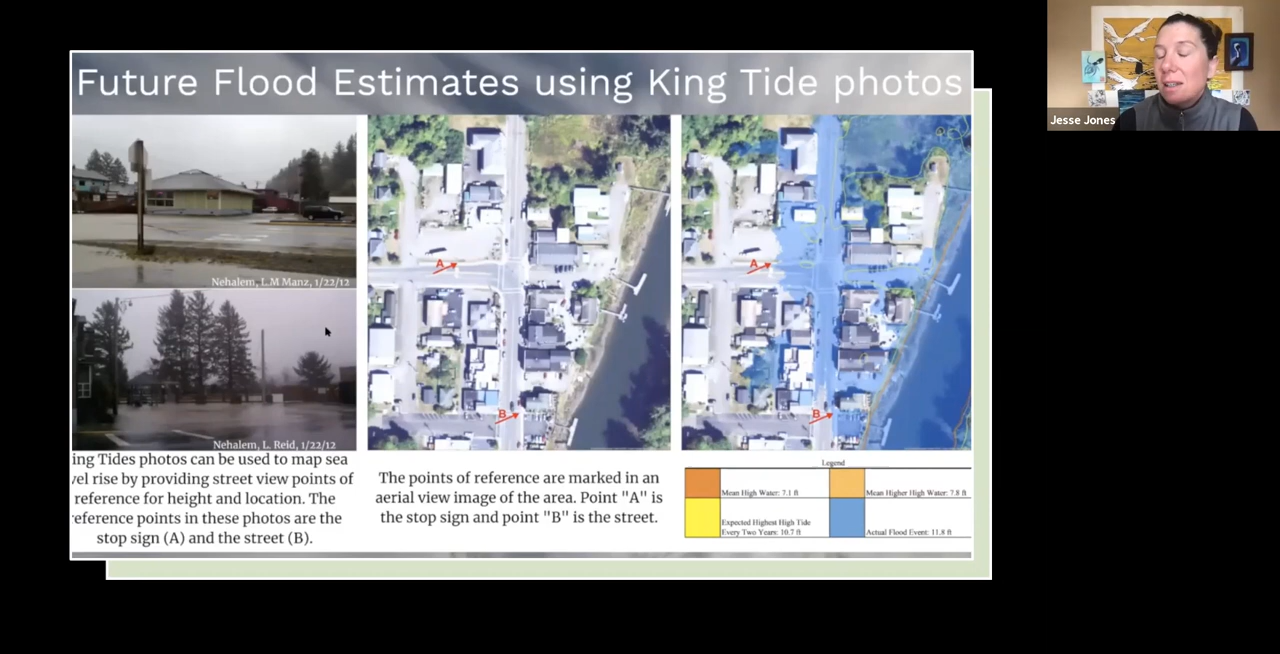 Future Flood Estimates using King Tide photos
Jesse Jones
Nehalem, L.M Manz, 1/22/12
Nehalem, L. Reid, 1/22/12
ing Tides photos can be used to map sea
vel rise by providing street view points of
reference for height and location. The
reference points in these photos are the
stop sign (A) and the street (B).
A
B
The points of reference are marked in an
aerial view image of the area. Point "A" is
the stop sign and point "B" is the street.
A
B
Legend
Mean High Water: 7.1 ft
Mean Higher High Water: 7.8 ft
Expected Highest High Tide
Every Two Years: 10.7 ft
Actual Flood Event: 11.8 ft